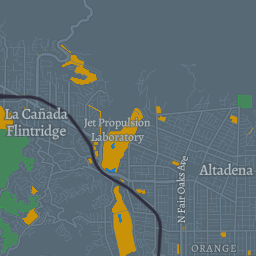 La Cañada
Flintridge
Jet Propulsion
Laboratory
Altadena
N Fair Oaks Ave
ORANGE